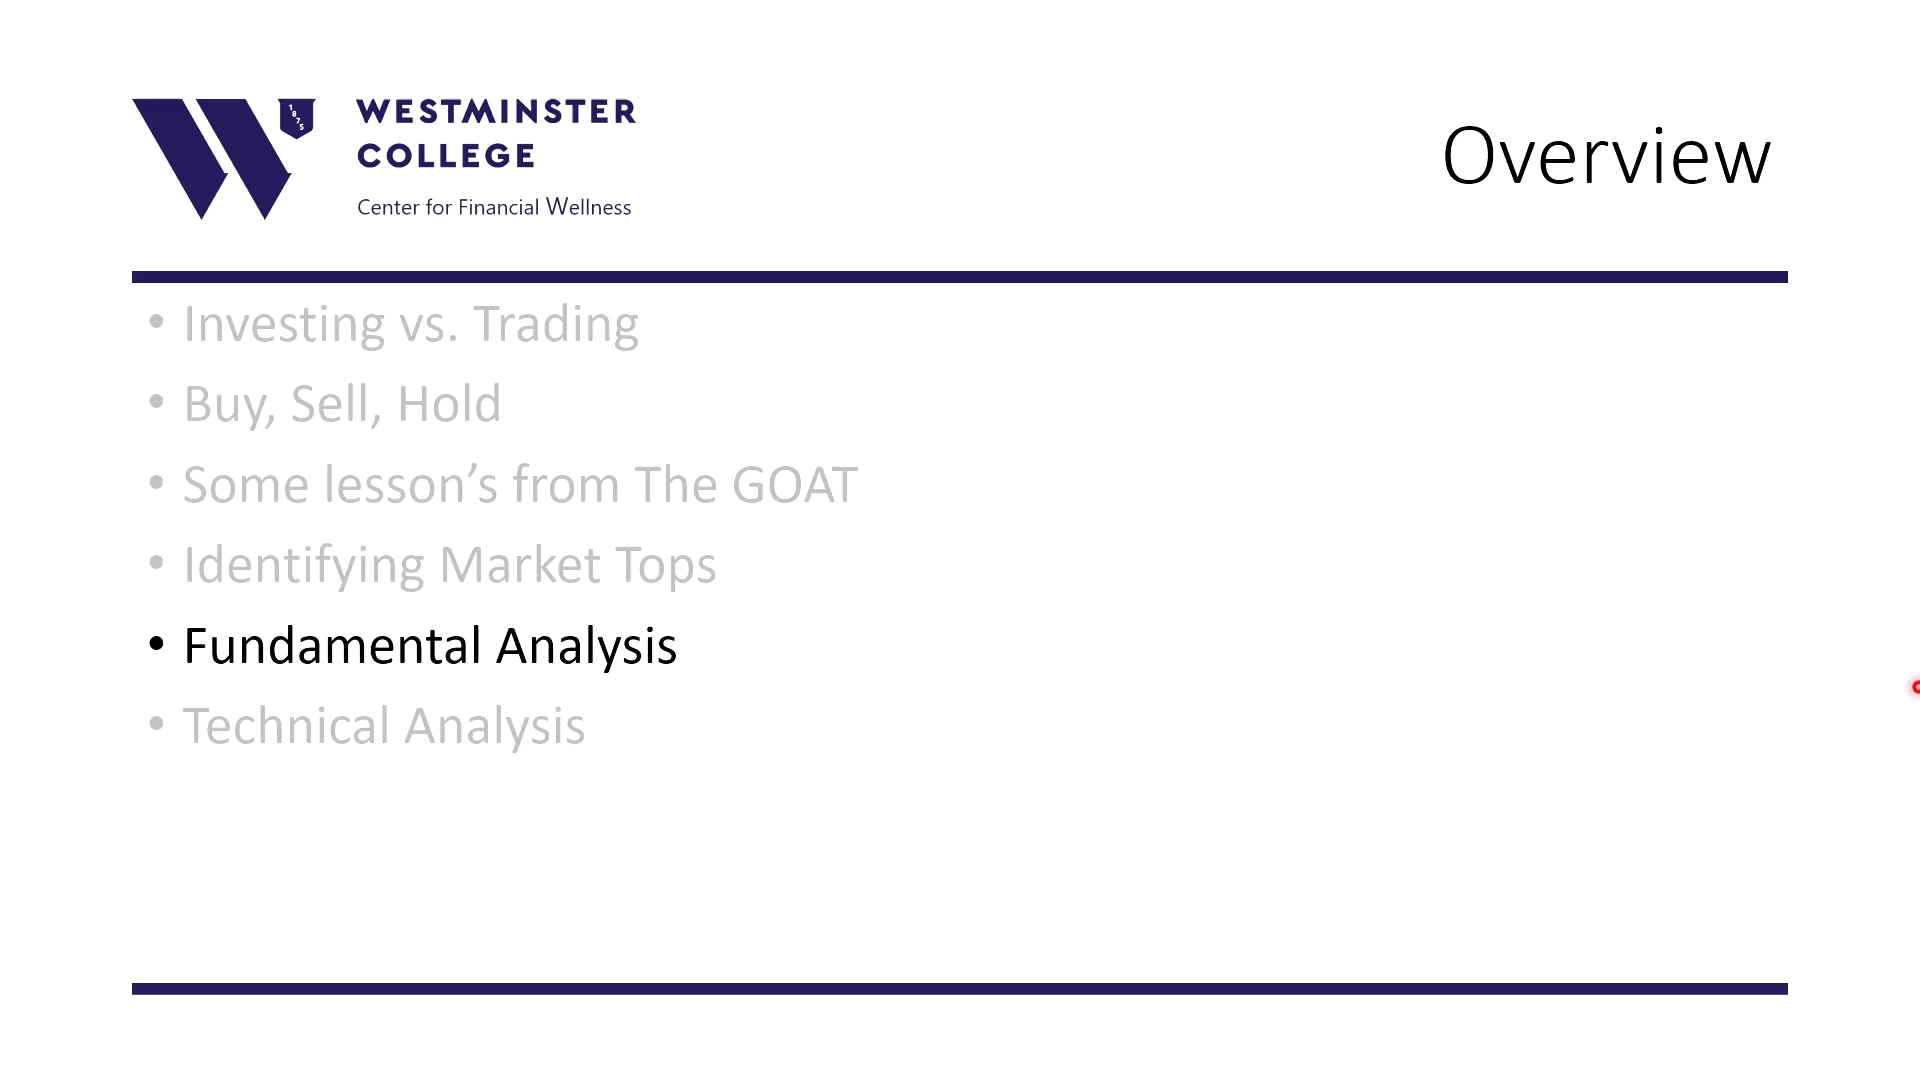 1875
WESTMINSTER
COLLEGE
Center for Financial Wellness
Overview
• Investing vs. Trading
• Buy, Sell, Hold
• Some lesson’s from The GOAT
• Identifying Market Tops
• Fundamental Analysis
• Technical Analysis